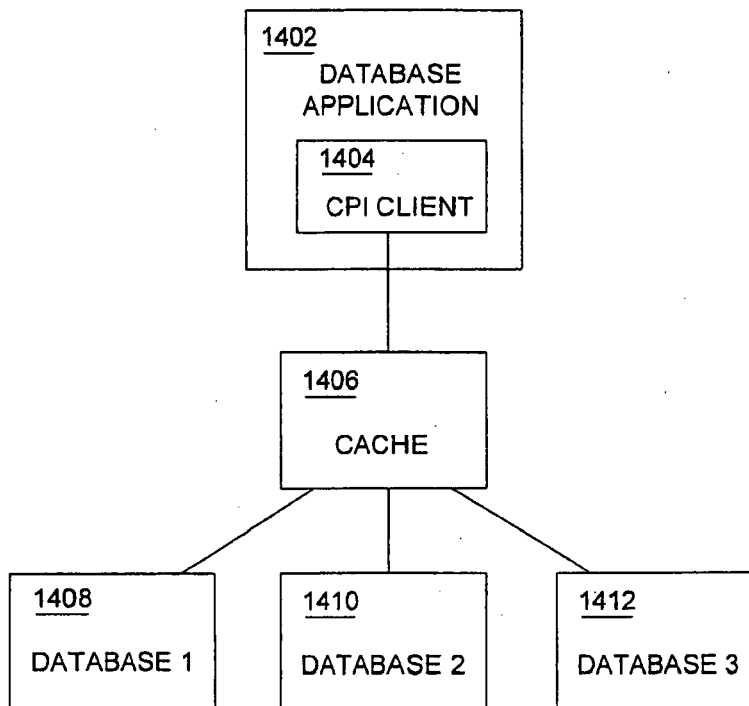 1402
DATABASE
APPLICATION
1404
CPI CLIENT
1406
CACHE
1408
DATABASE 1
1410
DATABASE 2
1412
DATABASE 3